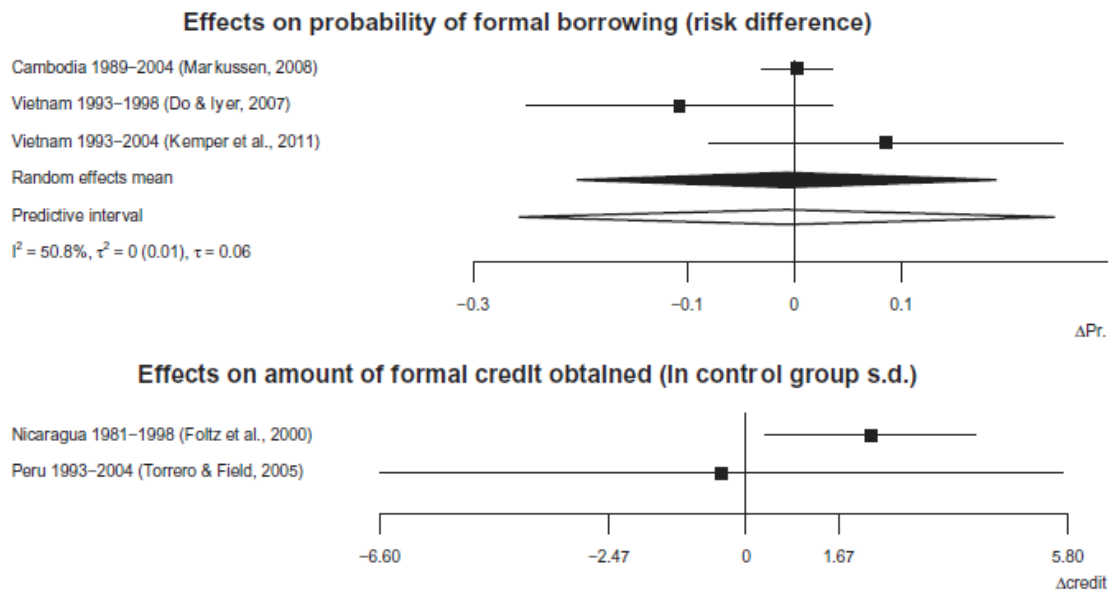 Effects on probability of formal borrowing (risk difference)
Cambodia 1989–2004 (Markussen, 2008)
Vietnam 1993–1998 (Do & Iyer, 2007)
Vietnam 1993–2004 (Kemper et al., 2011)
Random effects mean
Predictive interval
I² = 50.8%, τ² = 0 (0.01), τ = 0.06
−0.3 −0.1 0 0.1
ΔPr.
Effects on amount of formal credit obtained (in control group s.d.)
Nicaragua 1981–1998 (Foltz et al., 2000)
Peru 1993–2004 (Torrero & Field, 2005)
−6.60 −2.47 0 1.67 5.80
Δcredit